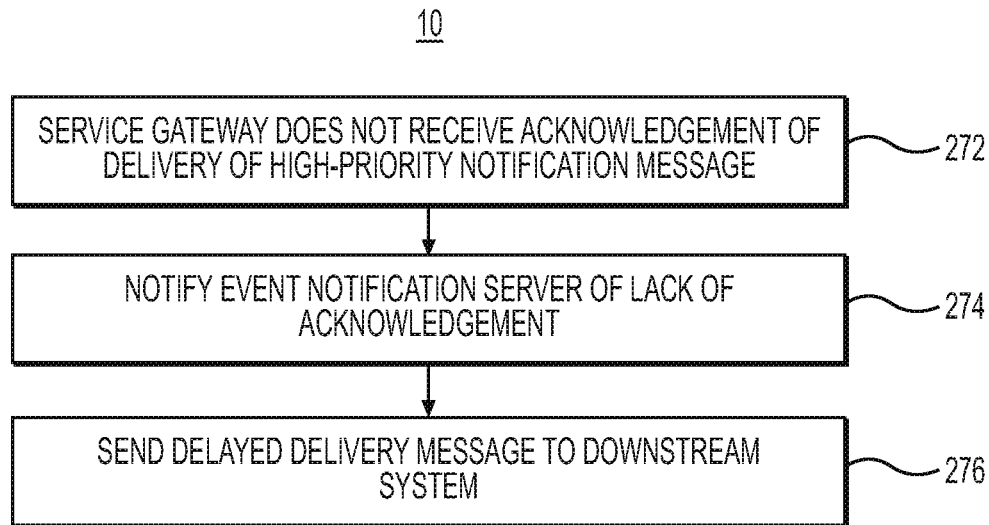 10
SERVICE GATEWAY DOES NOT RECEIVE ACKNOWLEDGEMENT OF
DELIVERY OF HIGH-PRIORITY NOTIFICATION MESSAGE
272
NOTIFY EVENT NOTIFICATION SERVER OF LACK OF
ACKNOWLEDGEMENT
274
SEND DELAYED DELIVERY MESSAGE TO DOWNSTREAM
SYSTEM
276